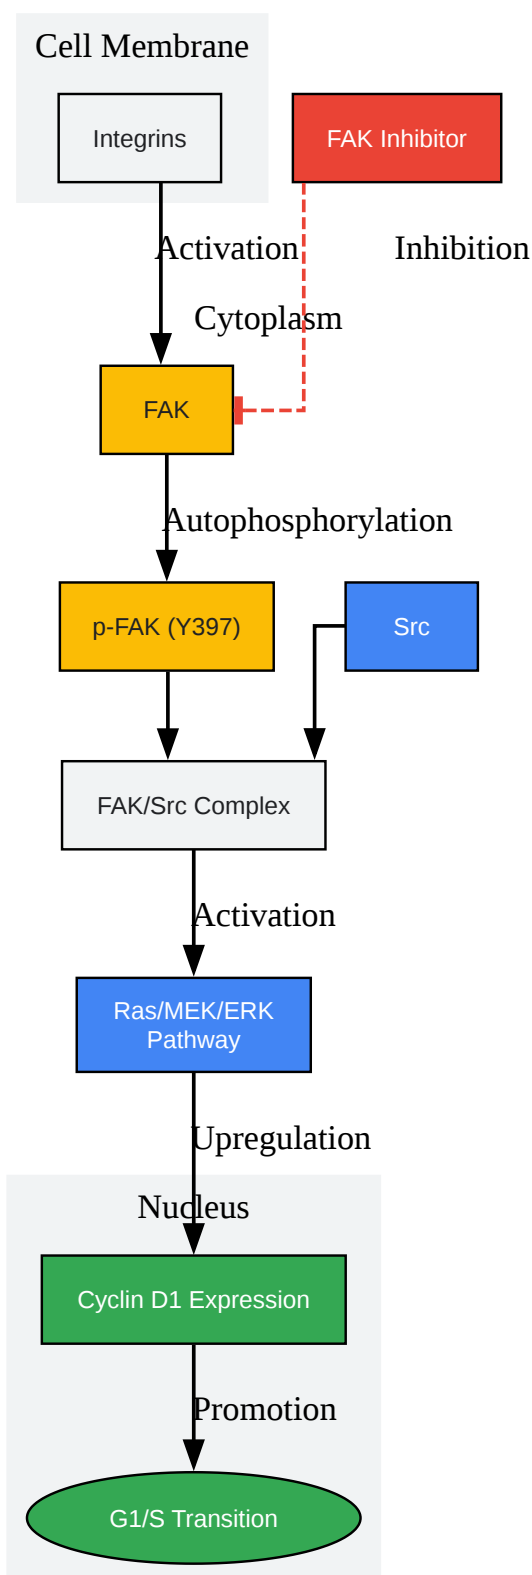 Cell Membrane
Integrins
FAK Inhibitor
Activation
Inhibition
Cytoplasm
FAK
Autophosphorylation
p-FAK (Y397)
Src
FAK/Src Complex
Activation
Ras/MEK/ERK
Pathway
Upregulation
Nucleus
Cyclin D1 Expression
Promotion
G1/S Transition